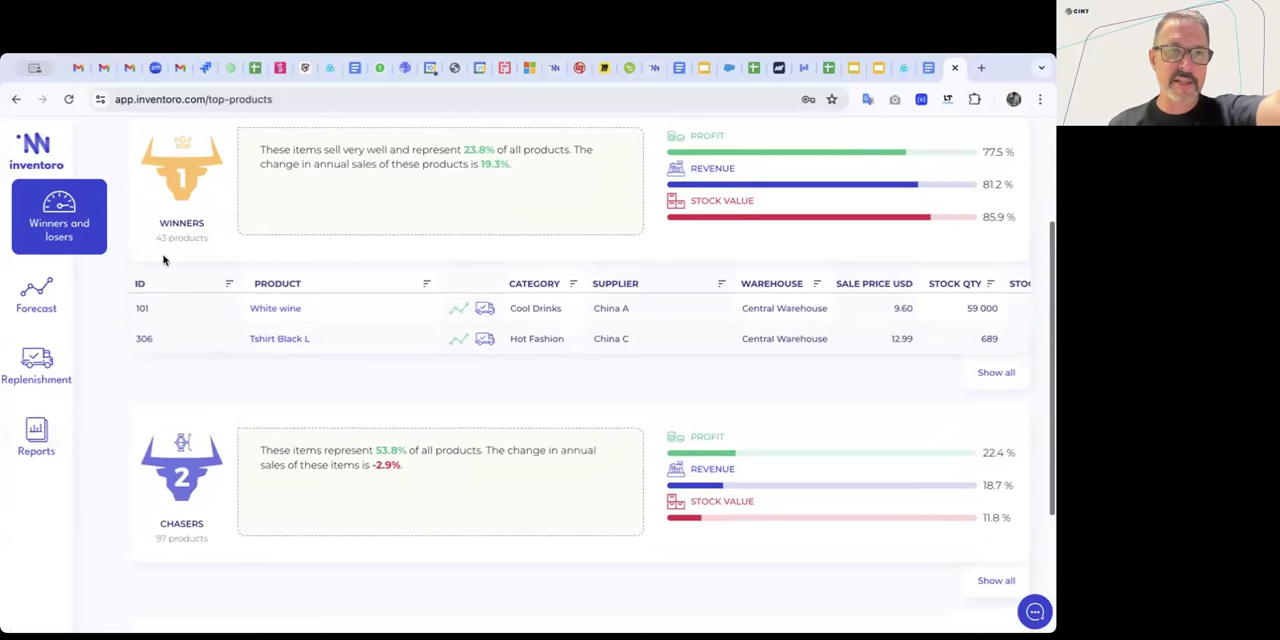 CIN7
app.inventoro.com/top-products
inventoro
Winners and
losers
Forecast
Replenishment
Reports
1
WINNERS
43 products
These items sell very well and represent 23.8% of all products. The
change in annual sales of these products is 19.3%.
PROFIT
77.5 %
REVENUE
81.2 %
STOCK VALUE
85.9 %
ID PRODUCT CATEGORY SUPPLIER WAREHOUSE SALE PRICE USD STOCK QTY STO
101 White wine Cool Drinks China A Central Warehouse 9.60 59 000
306 Tshirt Black L Hot Fashion China C Central Warehouse 12.99 689
Show all
2
CHASERS
97 products
These items represent 53.8% of all products. The change in annual
sales of these items is -2.9%.
PROFIT
22.4 %
REVENUE
18.7 %
STOCK VALUE
11.8 %
Show all